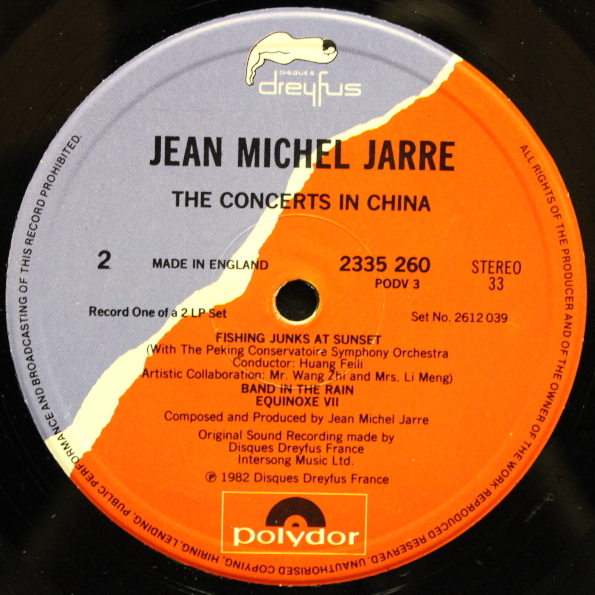 DISQUES
dreyfus
JEAN MICHEL JARRE
THE CONCERTS IN CHINA
2
MADE IN ENGLAND
2335 260
PODV 3
STEREO
33
Record One of a 2 LP Set
Set No. 2612 039
FISHING JUNKS AT SUNSET
(With The Peking Conservatoire Symphony Orchestra
Conductor: Huang Feili
Artistic Collaboration: Mr. Wang Zhi and Mrs. Li Meng)
BAND IN THE RAIN
EQUINOXE VII
Composed and Produced by Jean Michel Jarre
Original Sound Recording made by
Disques Dreyfus France
Intersong Music Ltd.
℗ 1982 Disques Dreyfus France
polydor
ALL RIGHTS OF THE PRODUCER AND OF THE OWNER OF THE WORK REPRODUCED RESERVED. UNAUTHORISED COPYING, HIRING, LENDING, PUBLIC PERFORMANCE AND BROADCASTING OF THIS RECORD PROHIBITED.